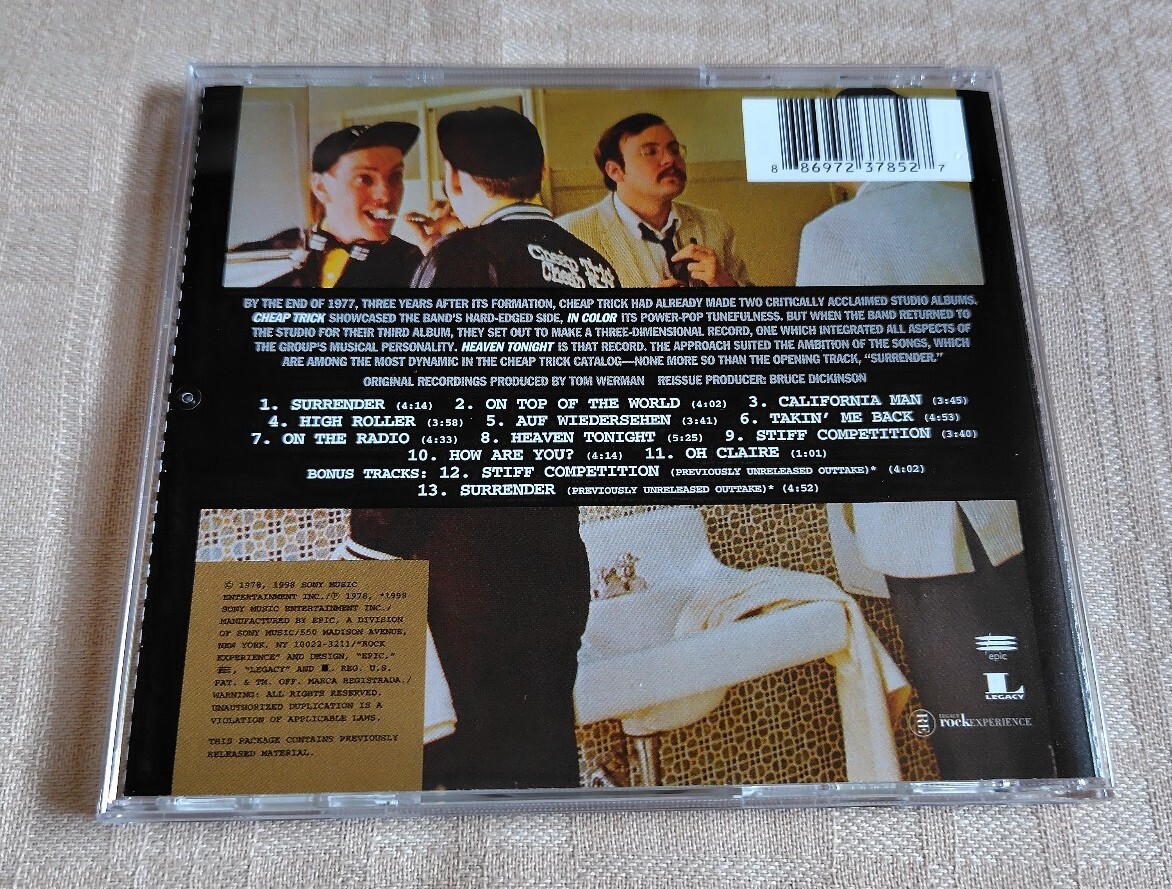 8 86972 37852 7
Cheap Trick
Cheap Trick
BY THE END OF 1977, THREE YEARS AFTER ITS FORMATION, CHEAP TRICK HAD ALREADY MADE TWO CRITICALLY ACCLAIMED STUDIO ALBUMS.
CHEAP TRICK SHOWCASED THE BAND'S HARD-EDGED SIDE, IN COLOR ITS POWER-POP TUNEFULNESS. BUT WHEN THE BAND RETURNED TO
THE STUDIO FOR THEIR THIRD ALBUM, THEY SET OUT TO MAKE A THREE-DIMENSIONAL RECORD, ONE WHICH INTEGRATED ALL ASPECTS OF
THE GROUP'S MUSICAL PERSONALITY. HEAVEN TONIGHT IS THAT RECORD. THE APPROACH SUITED THE AMBITION OF THE SONGS, WHICH
ARE AMONG THE MOST DYNAMIC IN THE CHEAP TRICK CATALOG—NONE MORE SO THAN THE OPENING TRACK, "SURRENDER."
ORIGINAL RECORDINGS PRODUCED BY TOM WERMAN REISSUE PRODUCER: BRUCE DICKINSON
1. SURRENDER (4:14) 2. ON TOP OF THE WORLD (4:02) 3. CALIFORNIA MAN (3:45)
4. HIGH ROLLER (3:58) 5. AUF WIEDERSEHEN (3:41) 6. TAKIN' ME BACK (4:53)
7. ON THE RADIO (4:33) 8. HEAVEN TONIGHT (5:25) 9. STIFF COMPETITION (3:40)
10. HOW ARE YOU? (4:14) 11. OH CLAIRE (1:01)
BONUS TRACKS: 12. STIFF COMPETITION (PREVIOUSLY UNRELEASED OUTTAKE)* (4:02)
13. SURRENDER (PREVIOUSLY UNRELEASED OUTTAKE)* (4:52)
© 1978, 1998 SONY MUSIC
ENTERTAINMENT INC./℗ 1978, *1998
SONY MUSIC ENTERTAINMENT INC./
MANUFACTURED BY EPIC, A DIVISION
OF SONY MUSIC/550 MADISON AVENUE,
NEW YORK, NY 10022-3211/"ROCK
EXPERIENCE" AND DESIGN, "EPIC,"
, "LEGACY" AND L REG. U.S.
PAT. & TM. OFF. MARCA REGISTRADA./
WARNING: ALL RIGHTS RESERVED.
UNAUTHORIZED DUPLICATION IS A
VIOLATION OF APPLICABLE LAWS.
THIS PACKAGE CONTAINS PREVIOUSLY
RELEASED MATERIAL.
epic
L
LEGACY
RE LEGACY rockEXPERIENCE